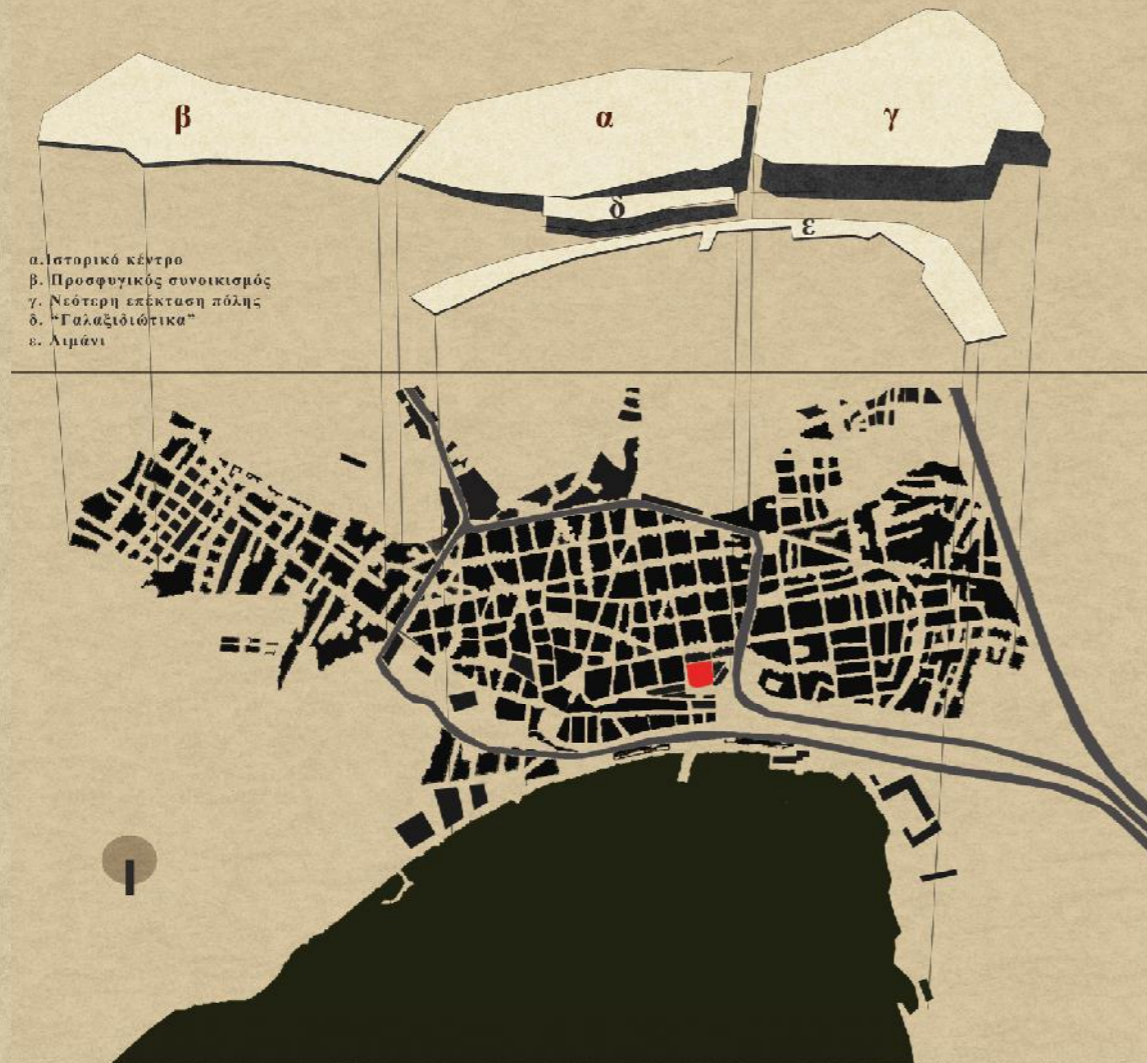 β
α
γ
δ
ε
α.Ιστορικό κέντρο
β. Προσφυγικός συνοικισμός
γ. Νεότερη επέκταση πόλης
δ. “Γαλαξιδιώτικα”
ε. Λιμάνι